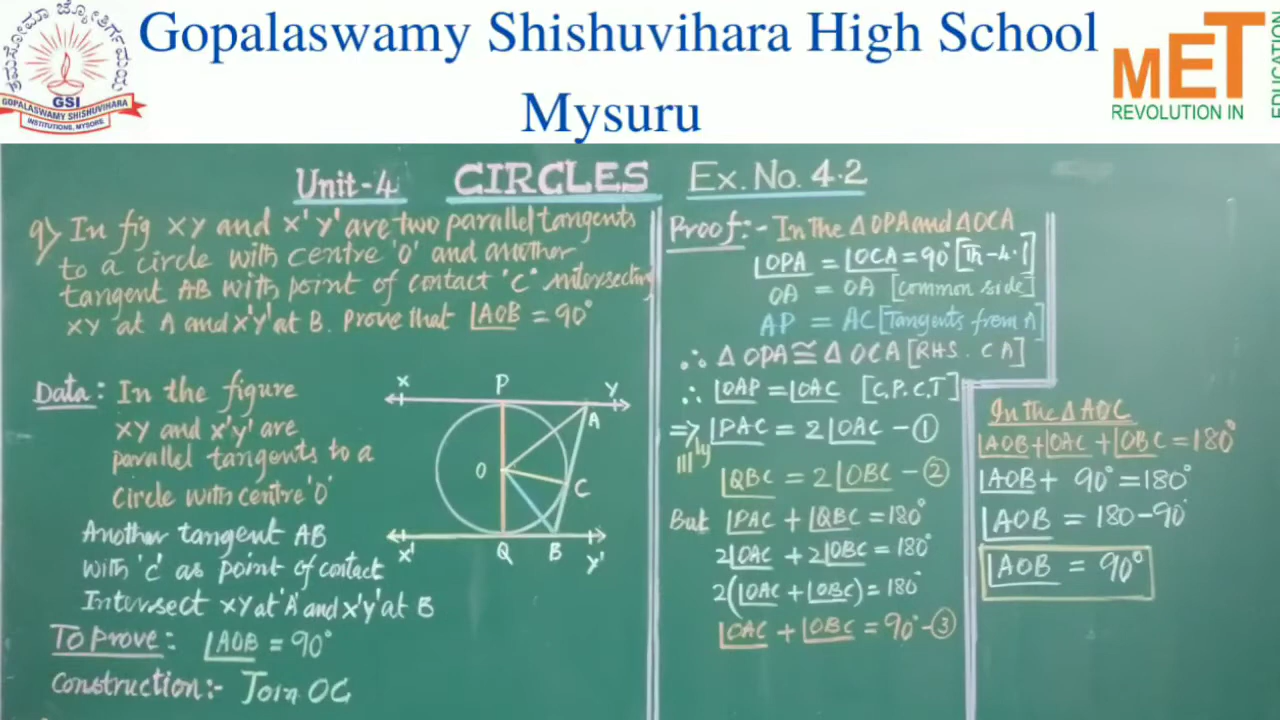 ತಮಸೋಮಾ ಜ್ಯೋತಿರ್ಗಮಯ
GSI
GOPALASWAMY SHISHUVIHARA
INSTITUTIONS, MYSORE.
Gopalaswamy Shishuvihara High School
Mysuru
MET
REVOLUTION IN
EDUCATION
Unit-4 CIRCLES Ex. No. 4.2
9) In fig XY and X'Y' are two parallel tangents
to a circle with centre 'O' and another
tangent AB with point of contact 'C' intersecting
XY at A and X'Y' at B. Prove that ∠AOB = 90°
Data: In the figure
XY and X'Y' are
parallel tangents to a
circle with centre 'O'
Another tangent AB
with 'C' as point of contact
Intersect XY at 'A' and X'Y' at B
To Prove: ∠AOB = 90°
Construction:- Join OC
X P Y
A
O
C
X' Q B Y'
Proof:- In the △OPA and △OCA
∠OPA = ∠OCA = 90° [Th-4.1]
OA = OA [common side]
AP = AC [Tangents from A]
∴ △OPA ≅ △OCA [RHS. CA]
∴ ∠OAP = ∠OAC [C.P.C.T]
=> ∠PAC = 2∠OAC - ①
|||ly
∠QBC = 2∠OBC - ②
But ∠PAC + ∠QBC = 180°
2∠OAC + 2∠OBC = 180°
2(∠OAC + ∠OBC) = 180°
∠OAC + ∠OBC = 90° - ③
In the △AOC
∠AOB + ∠OAC + ∠OBC = 180°
∠AOB + 90° = 180°
∠AOB = 180 - 90°
∠AOB = 90°